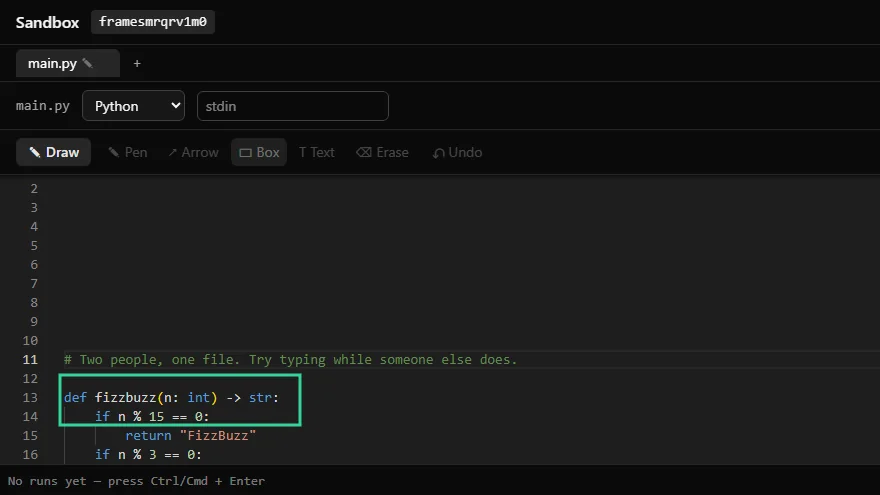 Sandbox framesmrqrv1m0
main.py +
main.py Python stdin
Draw Pen Arrow Box T Text Erase Undo
2
3
4
5
6
7
8
9
10
11 # Two people, one file. Try typing while someone else does.
12
13 def fizzbuzz(n: int) -> str:
14 if n % 15 == 0:
15 return "FizzBuzz"
16 if n % 3 == 0:
No runs yet — press Ctrl/Cmd + Enter